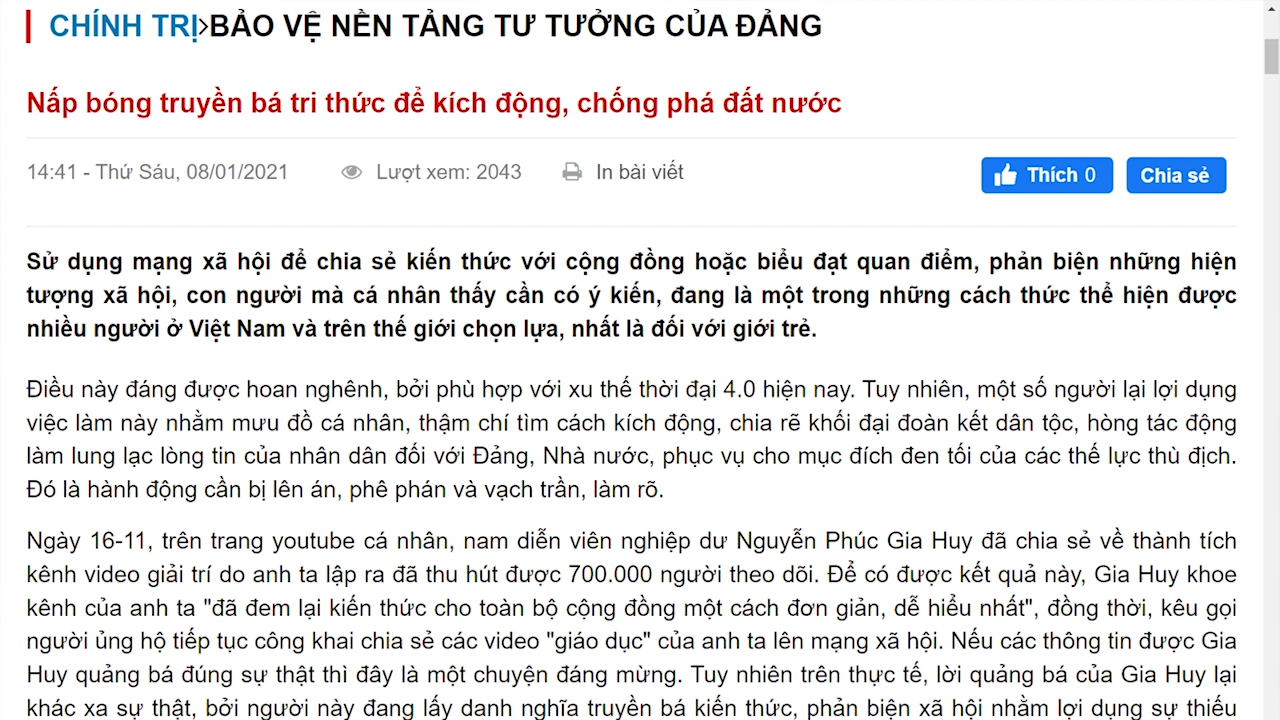 CHÍNH TRỊ>BẢO VỆ NỀN TẢNG TƯ TƯỞNG CỦA ĐẢNG
Nấp bóng truyền bá tri thức để kích động, chống phá đất nước
14:41 - Thứ Sáu, 08/01/2021 Lượt xem: 2043 In bài viết Thích 0 Chia sẻ
Sử dụng mạng xã hội để chia sẻ kiến thức với cộng đồng hoặc biểu đạt quan điểm, phản biện những hiện
tượng xã hội, con người mà cá nhân thấy cần có ý kiến, đang là một trong những cách thức thể hiện được
nhiều người ở Việt Nam và trên thế giới chọn lựa, nhất là đối với giới trẻ.
Điều này đáng được hoan nghênh, bởi phù hợp với xu thế thời đại 4.0 hiện nay. Tuy nhiên, một số người lại lợi dụng
việc làm này nhằm mưu đồ cá nhân, thậm chí tìm cách kích động, chia rẽ khối đại đoàn kết dân tộc, hòng tác động
làm lung lạc lòng tin của nhân dân đối với Đảng, Nhà nước, phục vụ cho mục đích đen tối của các thế lực thù địch.
Đó là hành động cần bị lên án, phê phán và vạch trần, làm rõ.
Ngày 16-11, trên trang youtube cá nhân, nam diễn viên nghiệp dư Nguyễn Phúc Gia Huy đã chia sẻ về thành tích
kênh video giải trí do anh ta lập ra đã thu hút được 700.000 người theo dõi. Để có được kết quả này, Gia Huy khoe
kênh của anh ta "đã đem lại kiến thức cho toàn bộ cộng đồng một cách đơn giản, dễ hiểu nhất", đồng thời, kêu gọi
người ủng hộ tiếp tục công khai chia sẻ các video "giáo dục" của anh ta lên mạng xã hội. Nếu các thông tin được Gia
Huy quảng bá đúng sự thật thì đây là một chuyện đáng mừng. Tuy nhiên trên thực tế, lời quảng bá của Gia Huy lại
khác xa sự thật, bởi người này đang lấy danh nghĩa truyền bá kiến thức, phản biện xã hội nhằm lợi dụng sự thiếu